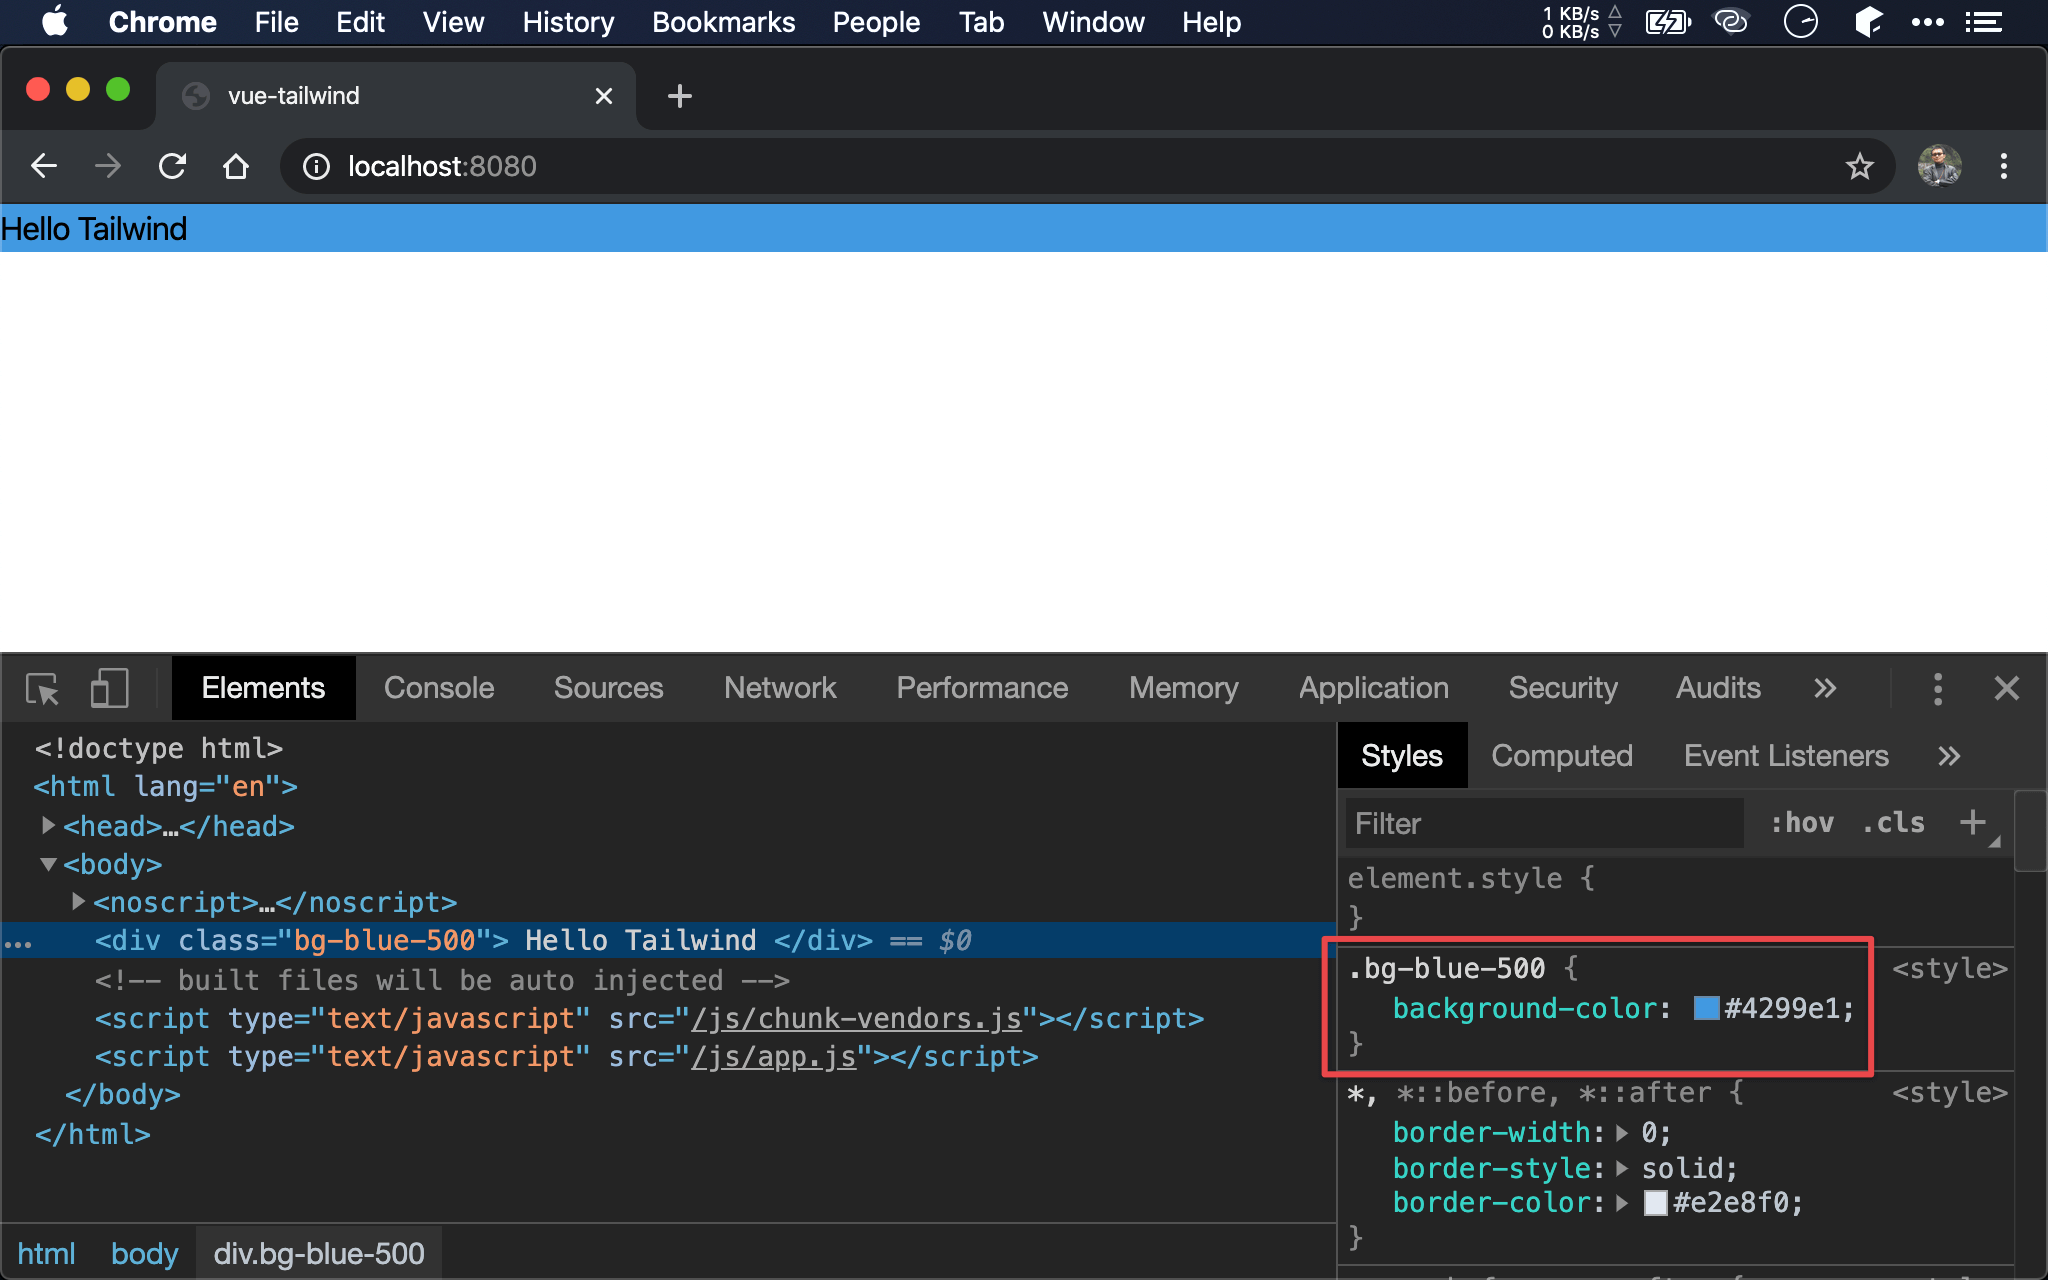 Chrome File Edit View History Bookmarks People Tab Window Help
1 KB/s
0 KB/s
vue-tailwind
localhost:8080
Hello Tailwind
Elements Console Sources Network Performance Memory Application Security Audits
<!doctype html>
<html lang="en">
<head>…</head>
<body>
<noscript>…</noscript>
... <div class="bg-blue-500"> Hello Tailwind </div> == $0
<!-- built files will be auto injected -->
<script type="text/javascript" src="/js/chunk-vendors.js"></script>
<script type="text/javascript" src="/js/app.js"></script>
</body>
</html>
html body div.bg-blue-500
Styles Computed Event Listeners
Filter :hov .cls +
element.style {
}
.bg-blue-500 { <style>
background-color: #4299e1;
}
*, *::before, *::after { <style>
border-width: 0;
border-style: solid;
border-color: #e2e8f0;
}